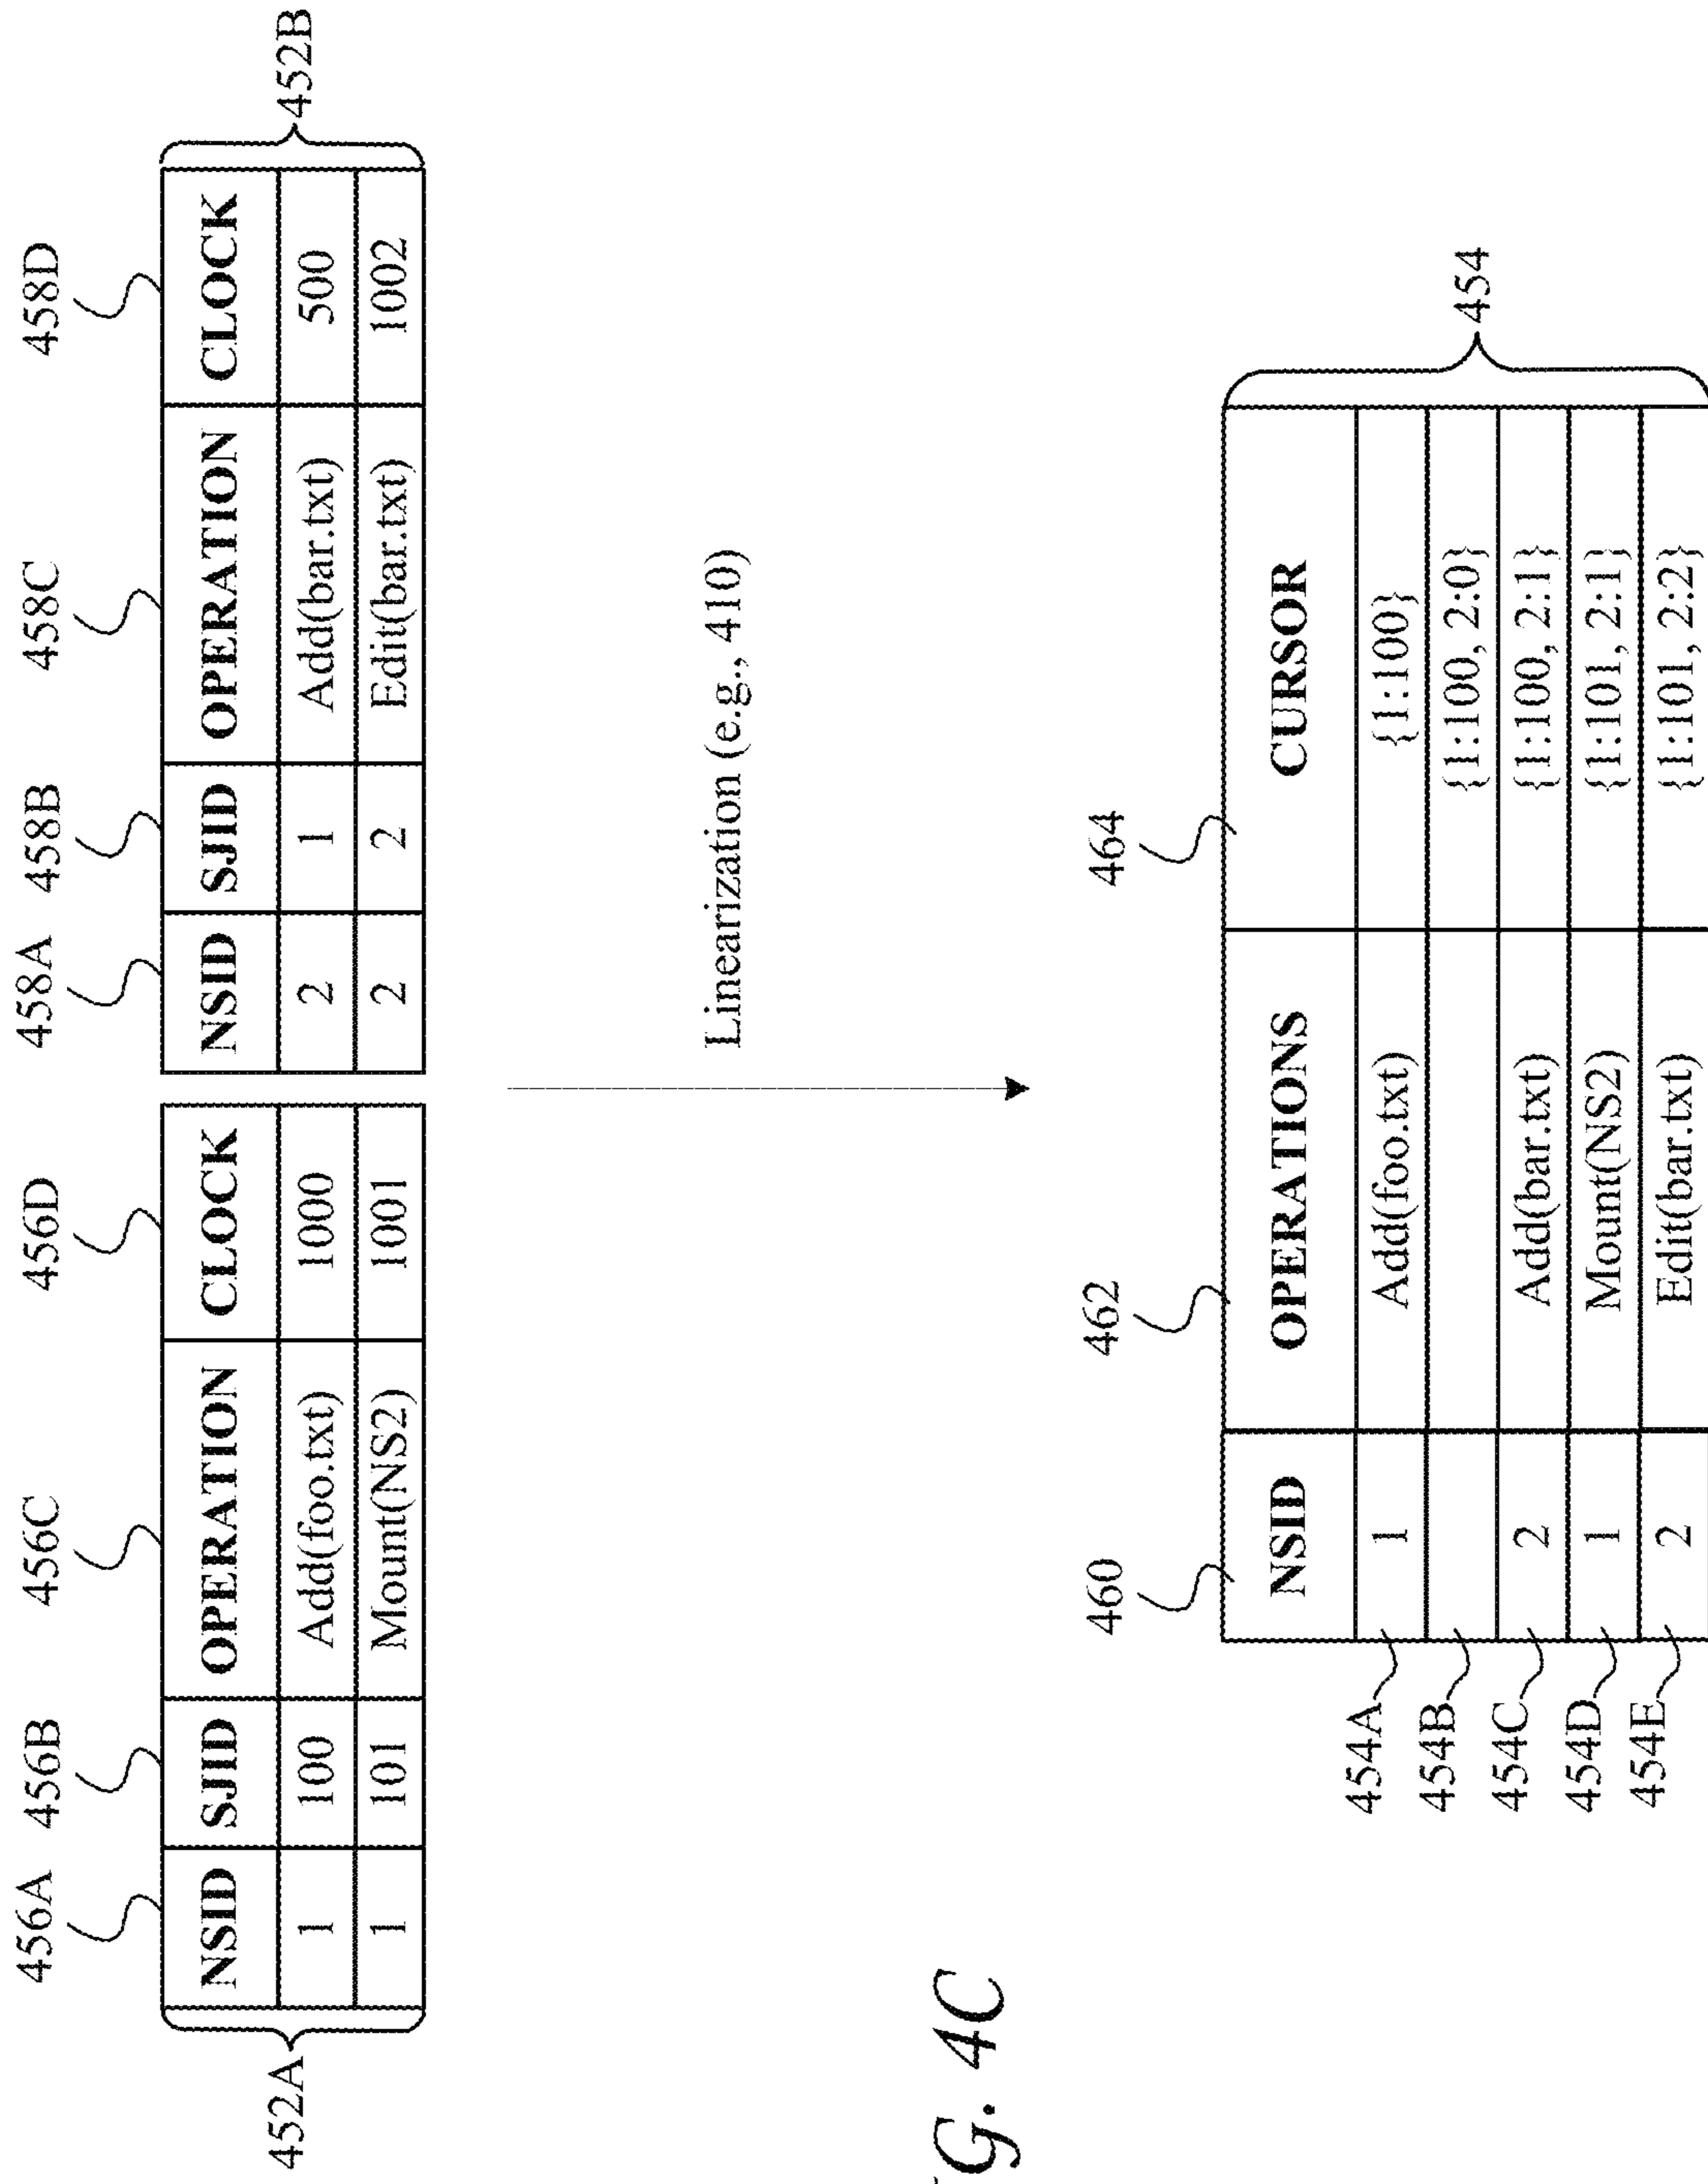 456A 456B 456C 456D 458A 458B 458C 458D
NSID SJID OPERATION CLOCK NSID SJID OPERATION CLOCK
1 100 Add(foo.txt) 1000 2 1 Add(bar.txt) 500
1 101 Mount(NS2) 1001 2 2 Edit(bar.txt) 1002
452A 452B
Linearization (e.g., 410)
460 462 464
NSID OPERATIONS CURSOR
454A 1 Add(foo.txt) {1:100}
454B {1:100, 2:0}
454C 2 Add(bar.txt) {1:100, 2:1}
454D 1 Mount(NS2) {1:101, 2:1}
454E 2 Edit(bar.txt) {1:101, 2:2}
454
G. 4C